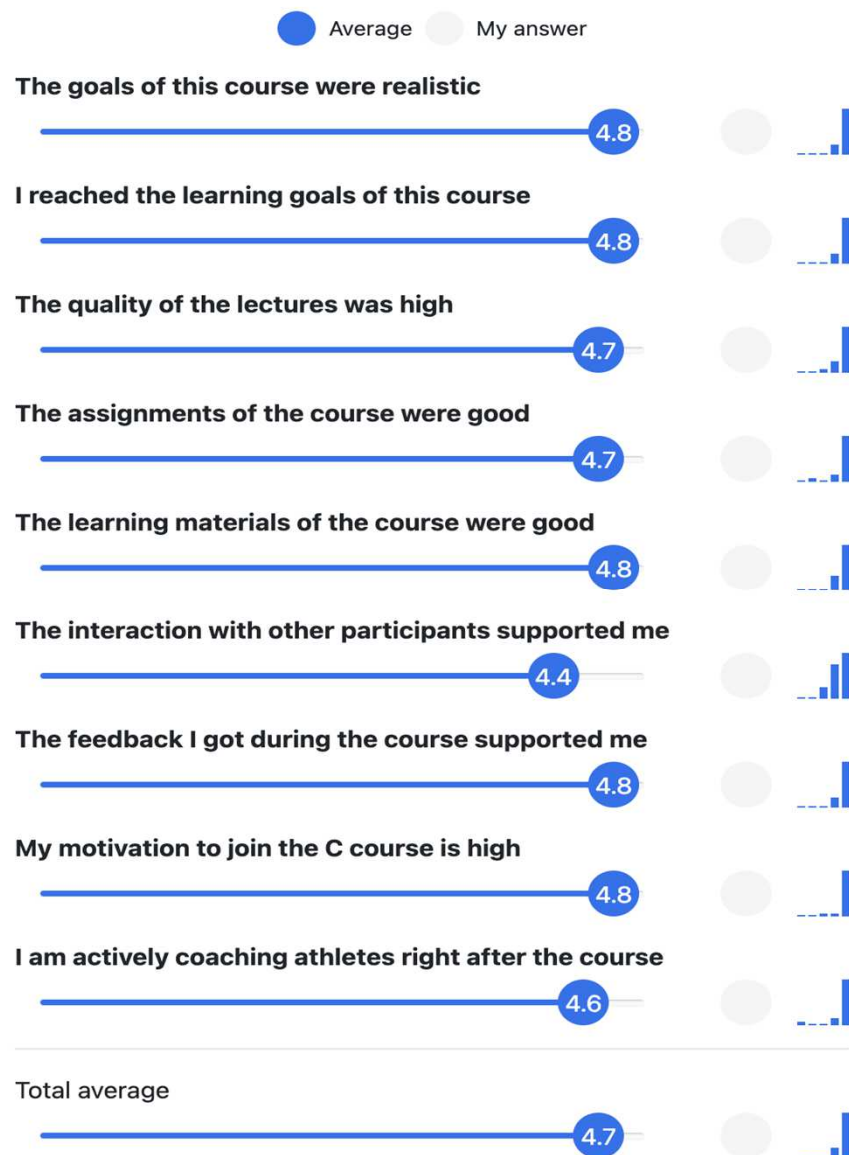 Average My answer
The goals of this course were realistic
4.8
I reached the learning goals of this course
4.8
The quality of the lectures was high
4.7
The assignments of the course were good
4.7
The learning materials of the course were good
4.8
The interaction with other participants supported me
4.4
The feedback I got during the course supported me
4.8
My motivation to join the C course is high
4.8
I am actively coaching athletes right after the course
4.6
Total average
4.7